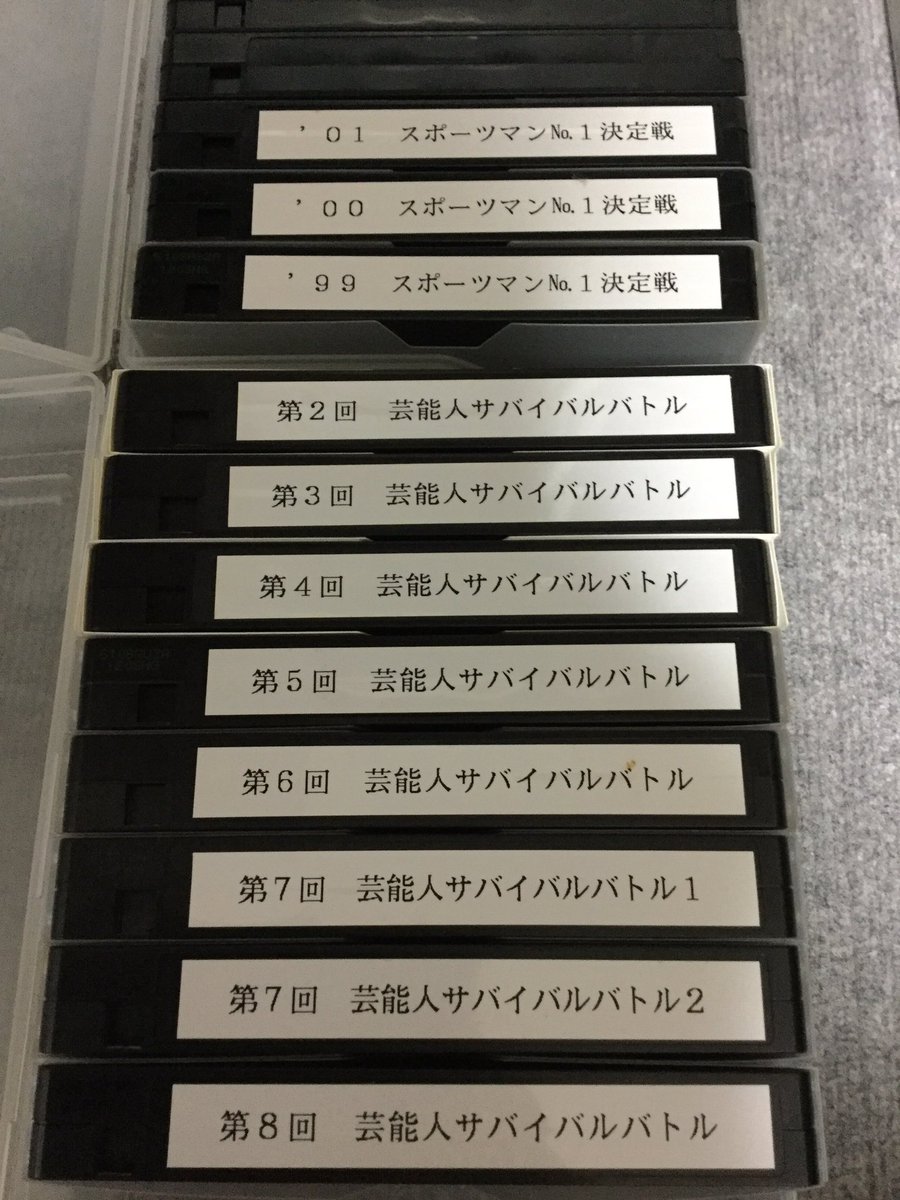 ’０１　スポーツマン№１決定戦
’００　スポーツマン№１決定戦
’９９　スポーツマン№１決定戦
第２回　芸能人サバイバルバトル
第３回　芸能人サバイバルバトル
第４回　芸能人サバイバルバトル
第５回　芸能人サバイバルバトル
第６回　芸能人サバイバルバトル
第７回　芸能人サバイバルバトル１
第７回　芸能人サバイバルバトル２
第８回　芸能人サバイバルバトル